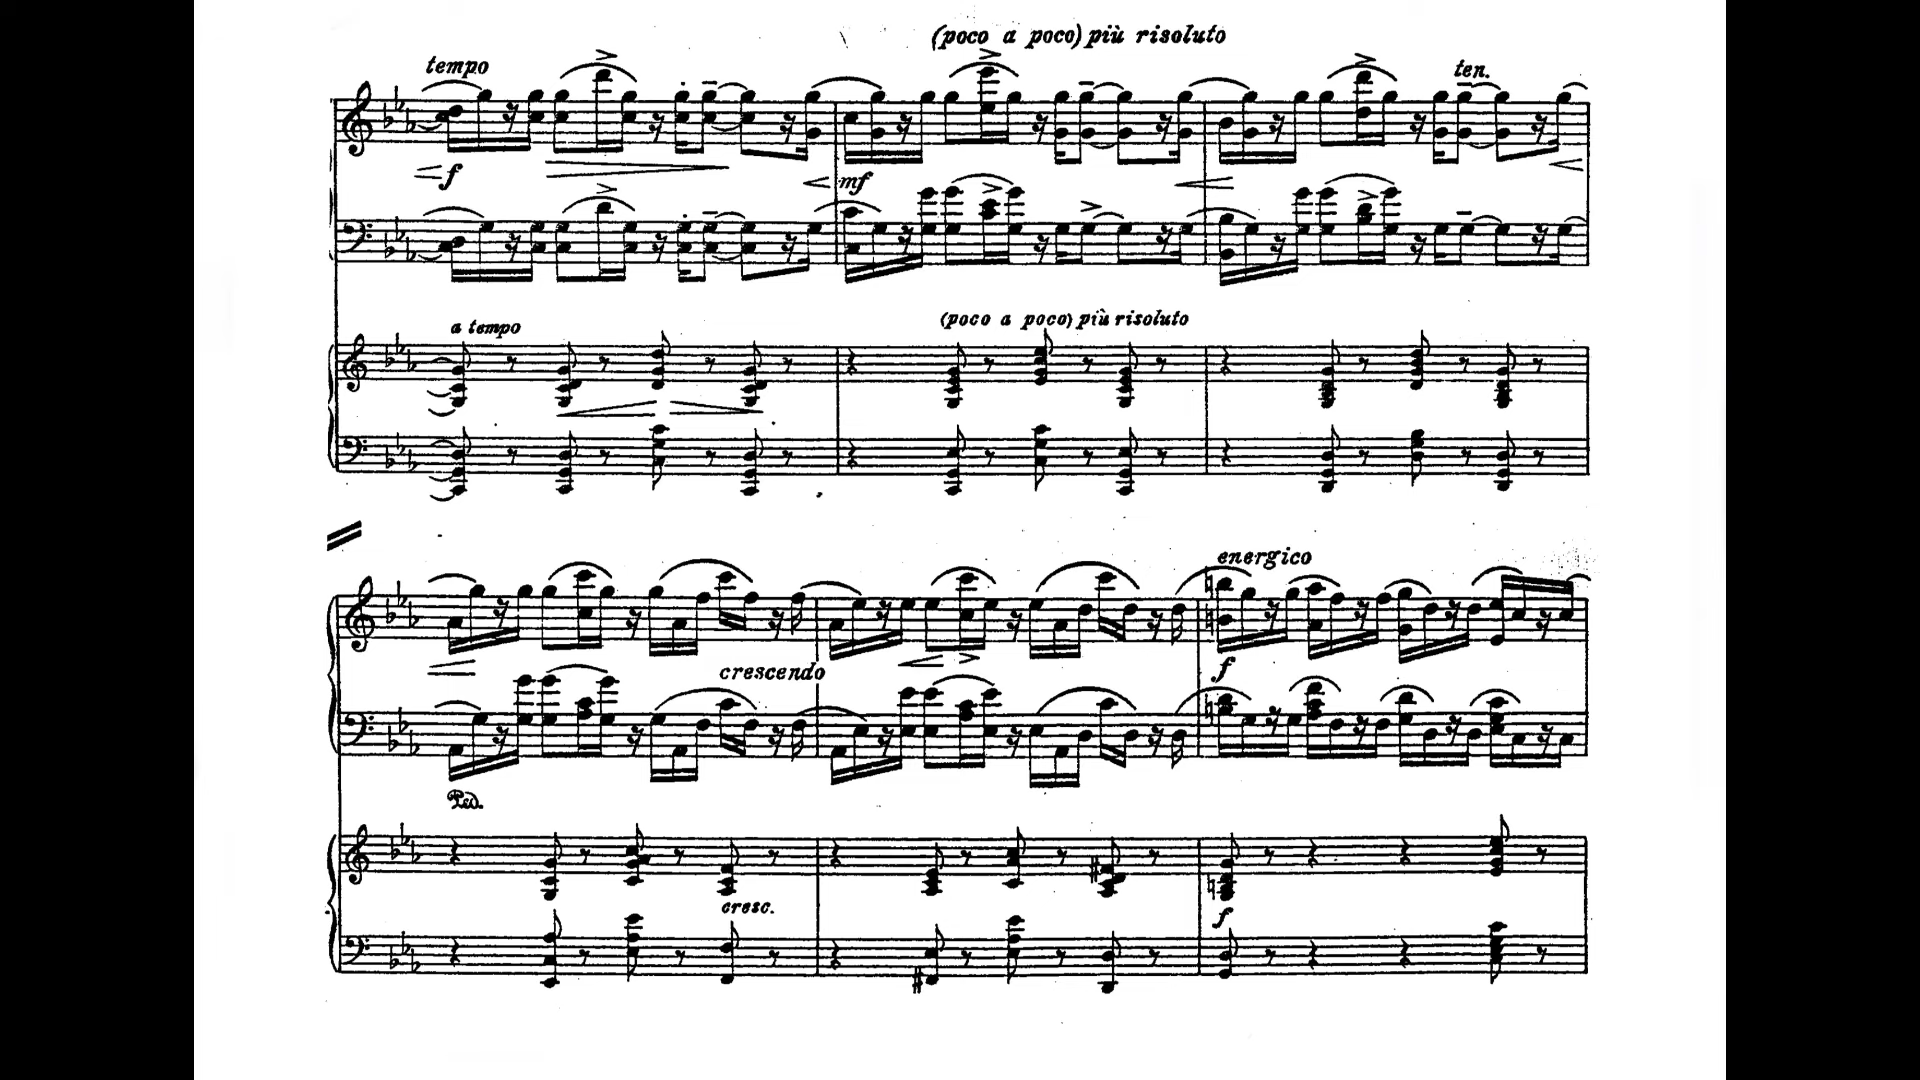 (poco a poco) più risoluto
tempo
ten.
f
mf
a tempo
(poco a poco) più risoluto
energico
crescendo
f
Ped.
cresc.
f